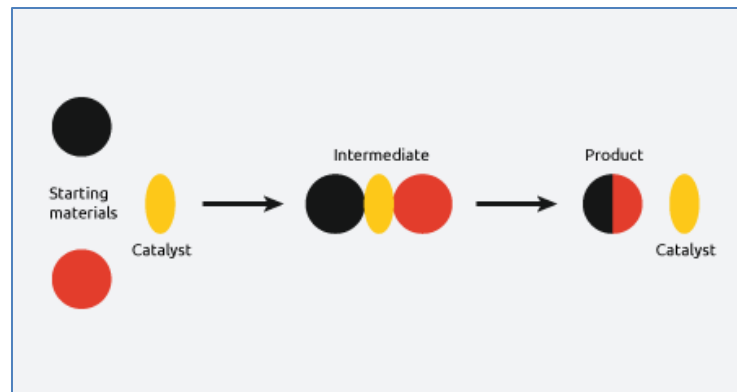 Starting
materials
Catalyst
Intermediate
Product
Catalyst